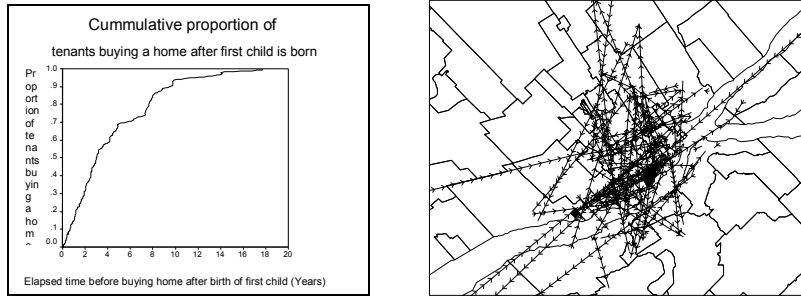 Cummulative proportion of
tenants buying a home after first child is born
Pr
op
ort
ion
of
te
na
nts
bu
yin
g
a
ho
m
1.0
.9
.8
.7
.6
.5
.4
.3
.2
.1
0.0
0 2 4 6 8 10 12 14 16 18 20
Elapsed time before buying home after birth of first child (Years)